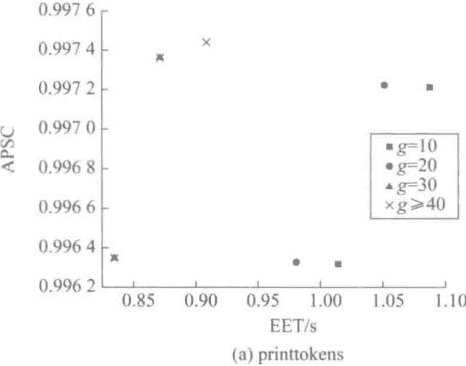 0.997 6
0.997 4
0.997 2
0.997 0
0.996 8
0.996 6
0.996 4
0.996 2
APSC
g=10
g=20
g=30
g⩾40
0.85 0.90 0.95 1.00 1.05 1.10
EET/s
(a) printtokens